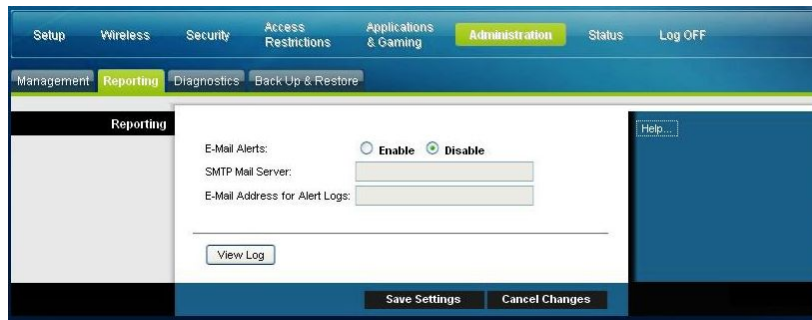 Setup Wireless Security Access Restrictions Applications & Gaming Administration Status Log OFF
Management Reporting Diagnostics Back Up & Restore
Reporting
Help...
E-Mail Alerts: Enable Disable
SMTP Mail Server:
E-Mail Address for Alert Logs:
View Log
Save Settings Cancel Changes